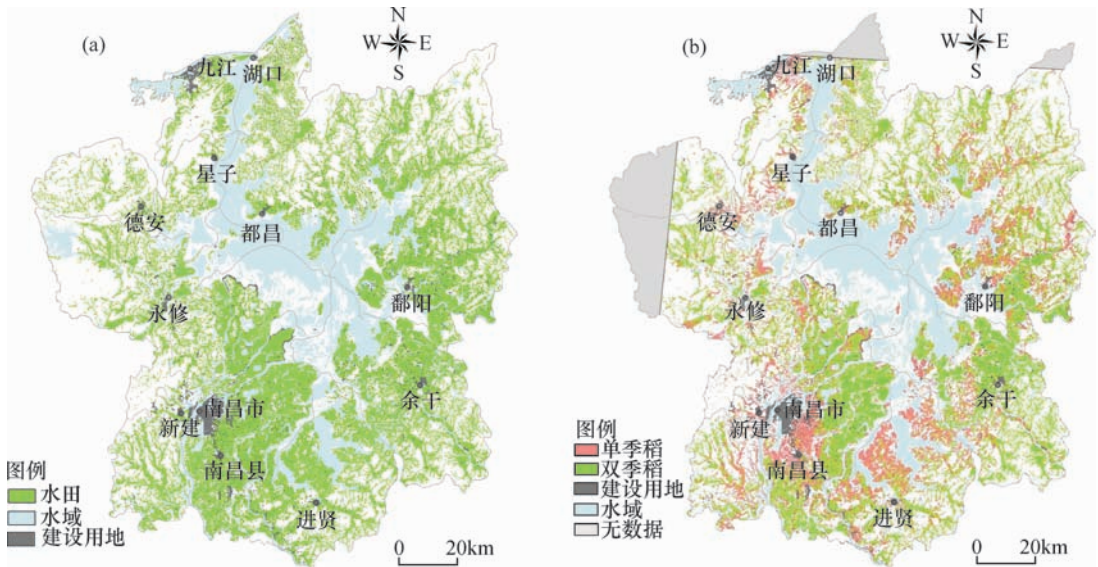 (a)
N
W E
S
九江
湖口
星子
德安
都昌
永修
鄱阳
余干
南昌市
新建
南昌县
进贤
图例
水田
水域
建设用地
0 20km
(b)
N
W E
S
九江
湖口
星子
德安
都昌
永修
鄱阳
余干
南昌市
新建
南昌县
进贤
图例
单季稻
双季稻
建设用地
水域
无数据
0 20km